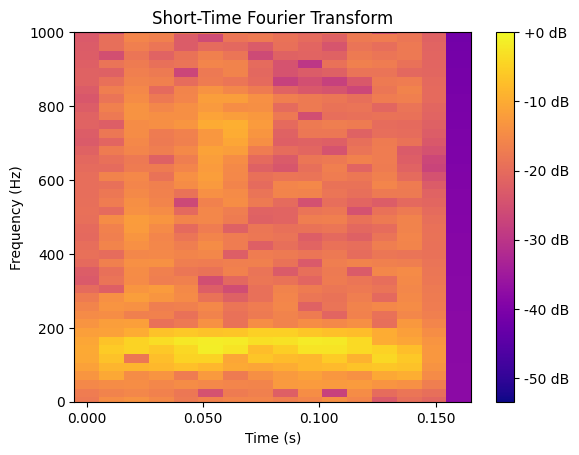 Short-Time Fourier Transform
1000
800
600
400
200
0
Frequency (Hz)
0.000
0.050
0.100
0.150
Time (s)
+0 dB
-10 dB
-20 dB
-30 dB
-40 dB
-50 dB